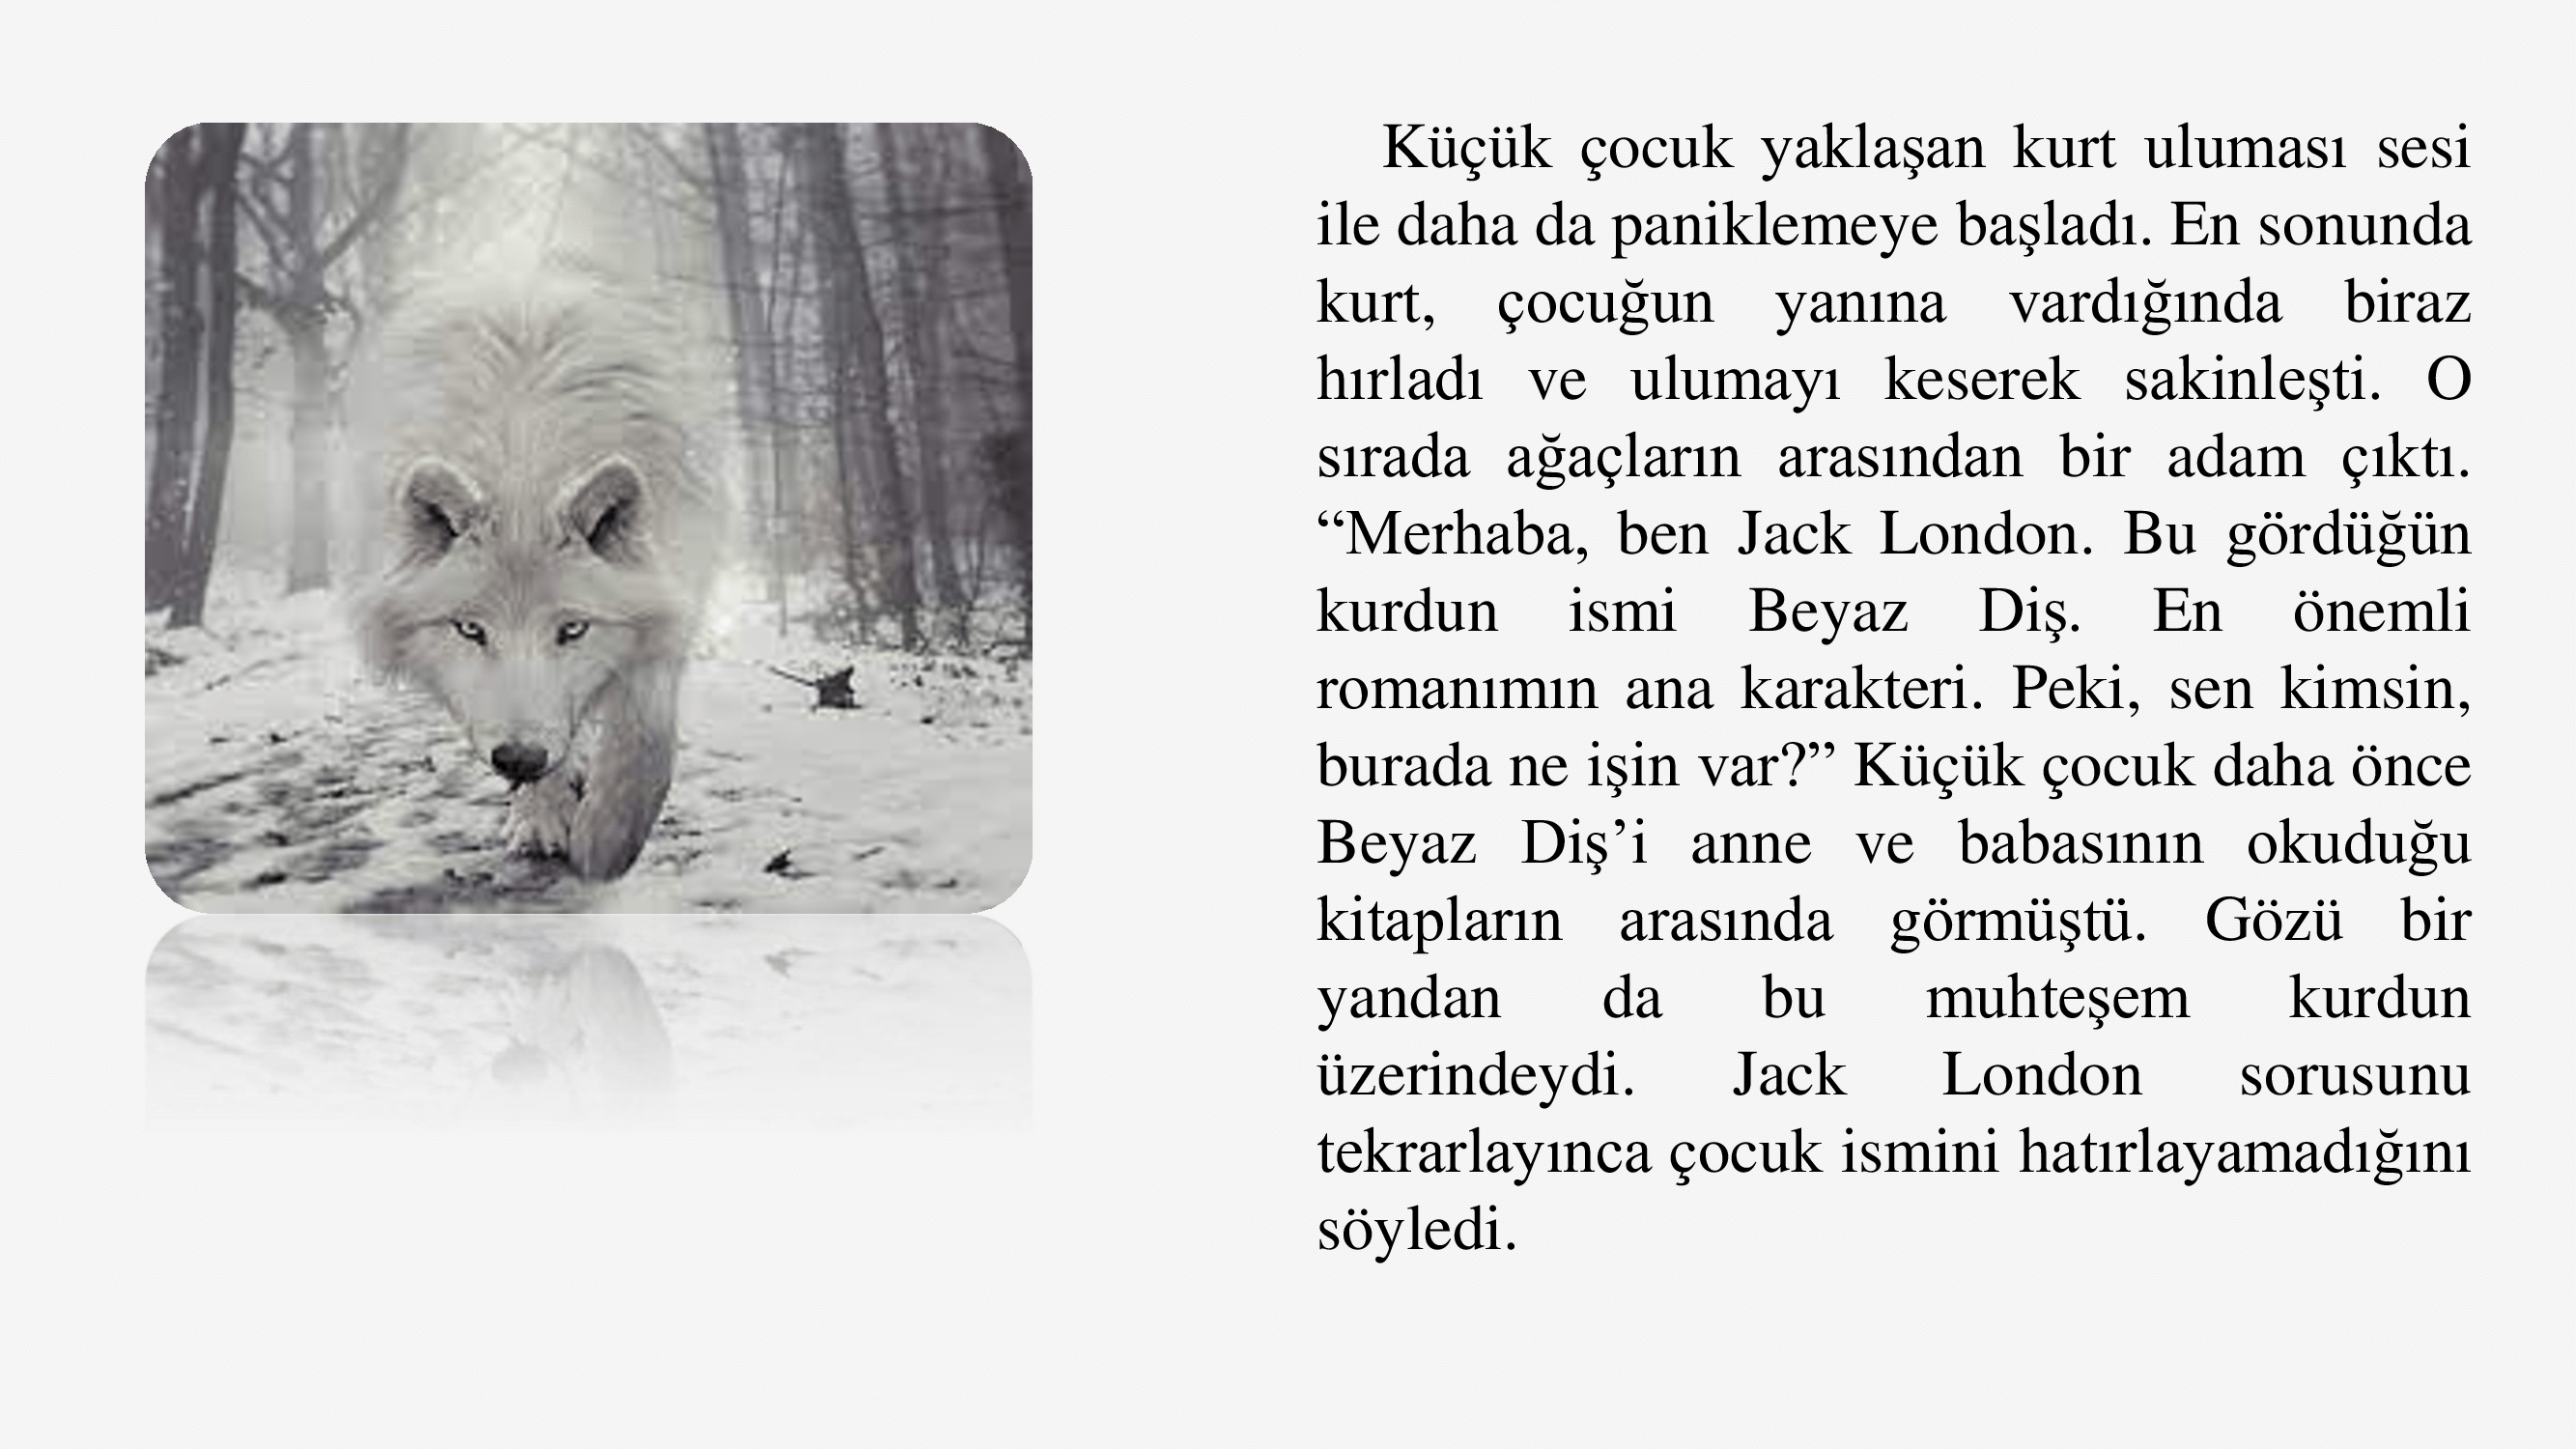 Küçük çocuk yaklaşan kurt uluması sesi
ile daha da paniklemeye başladı. En sonunda
kurt, çocuğun yanına vardığında biraz
hırladı ve ulumayı keserek sakinleşti. O
sırada ağaçların arasından bir adam çıktı.
“Merhaba, ben Jack London. Bu gördüğün
kurdun ismi Beyaz Diş. En önemli
romanımın ana karakteri. Peki, sen kimsin,
burada ne işin var?” Küçük çocuk daha önce
Beyaz Diş’i anne ve babasının okuduğu
kitapların arasında görmüştü. Gözü bir
yandan da bu muhteşem kurdun
üzerindeydi. Jack London sorusunu
tekrarlayınca çocuk ismini hatırlayamadığını
söyledi.